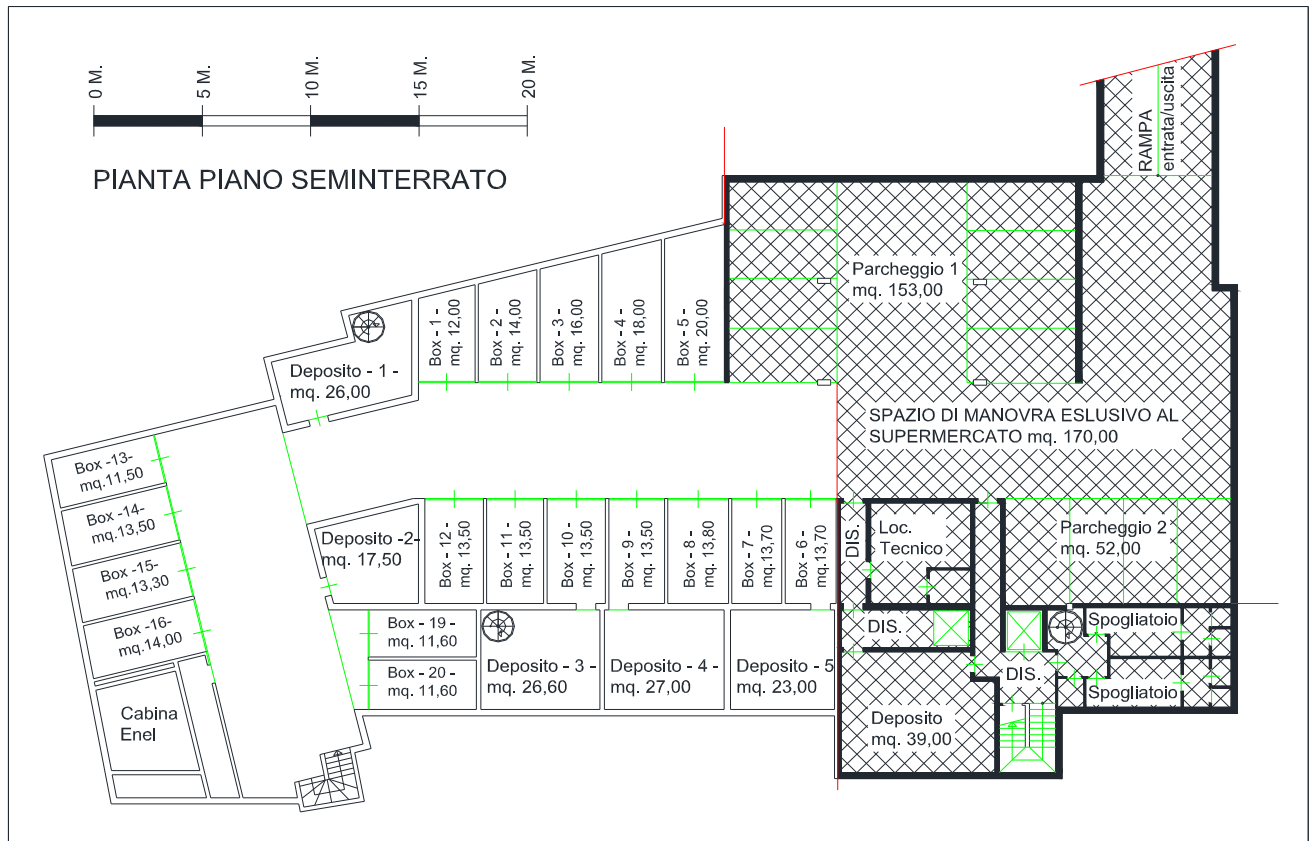 0 M.
5 M.
10 M.
15 M.
20 M.
PIANTA PIANO SEMINTERRATO
RAMPA
entrata/uscita
Parcheggio 1
mq. 153,00
Box - 1 -
mq. 12,00
Box - 2 -
mq. 14,00
Box - 3 -
mq. 16,00
Box - 4 -
mq. 18,00
Box - 5 -
mq. 20,00
Deposito - 1 -
mq. 26,00
SPAZIO DI MANOVRA ESLUSIVO AL
SUPERMERCATO mq. 170,00
Box -13-
mq.11,50
Box -14-
mq.13,50
Box -15-
mq.13,30
Box -16-
mq.14,00
Deposito -2-
mq. 17,50
Box - 12 -
mq. 13,50
Box - 11 -
mq. 13,50
Box - 10 -
mq. 13,50
Box - 9 -
mq. 13,50
Box - 8 -
mq. 13,80
Box - 7 -
mq. 13,70
Box - 6 -
mq. 13,70
DIS.
Loc.
Tecnico
Parcheggio 2
mq. 52,00
Box - 19 -
mq. 11,60
Box - 20 -
mq. 11,60
Deposito - 3 -
mq. 26,60
Deposito - 4 -
mq. 27,00
Deposito - 5
mq. 23,00
DIS.
DIS.
Spogliatoio
Spogliatoio
Deposito
mq. 39,00
Cabina
Enel